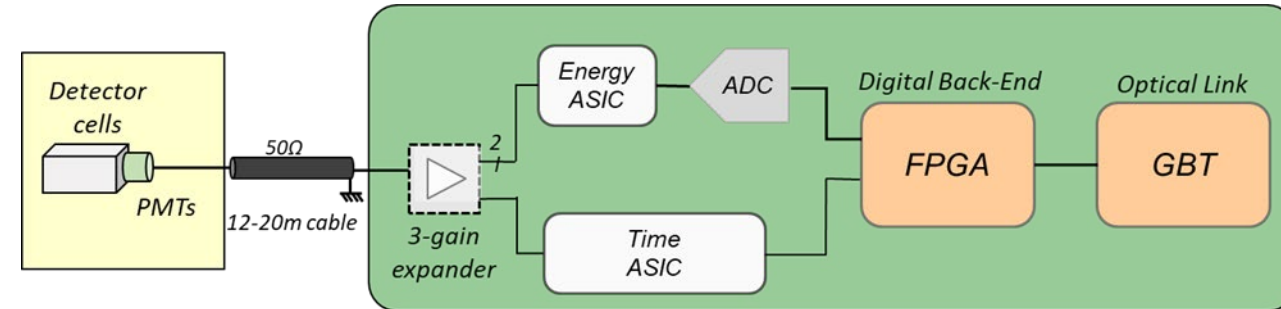 Detector
cells
PMTs
50Ω
12-20m cable
3-gain
expander
2
Energy
ASIC
ADC
Time
ASIC
Digital Back-End
FPGA
Optical Link
GBT